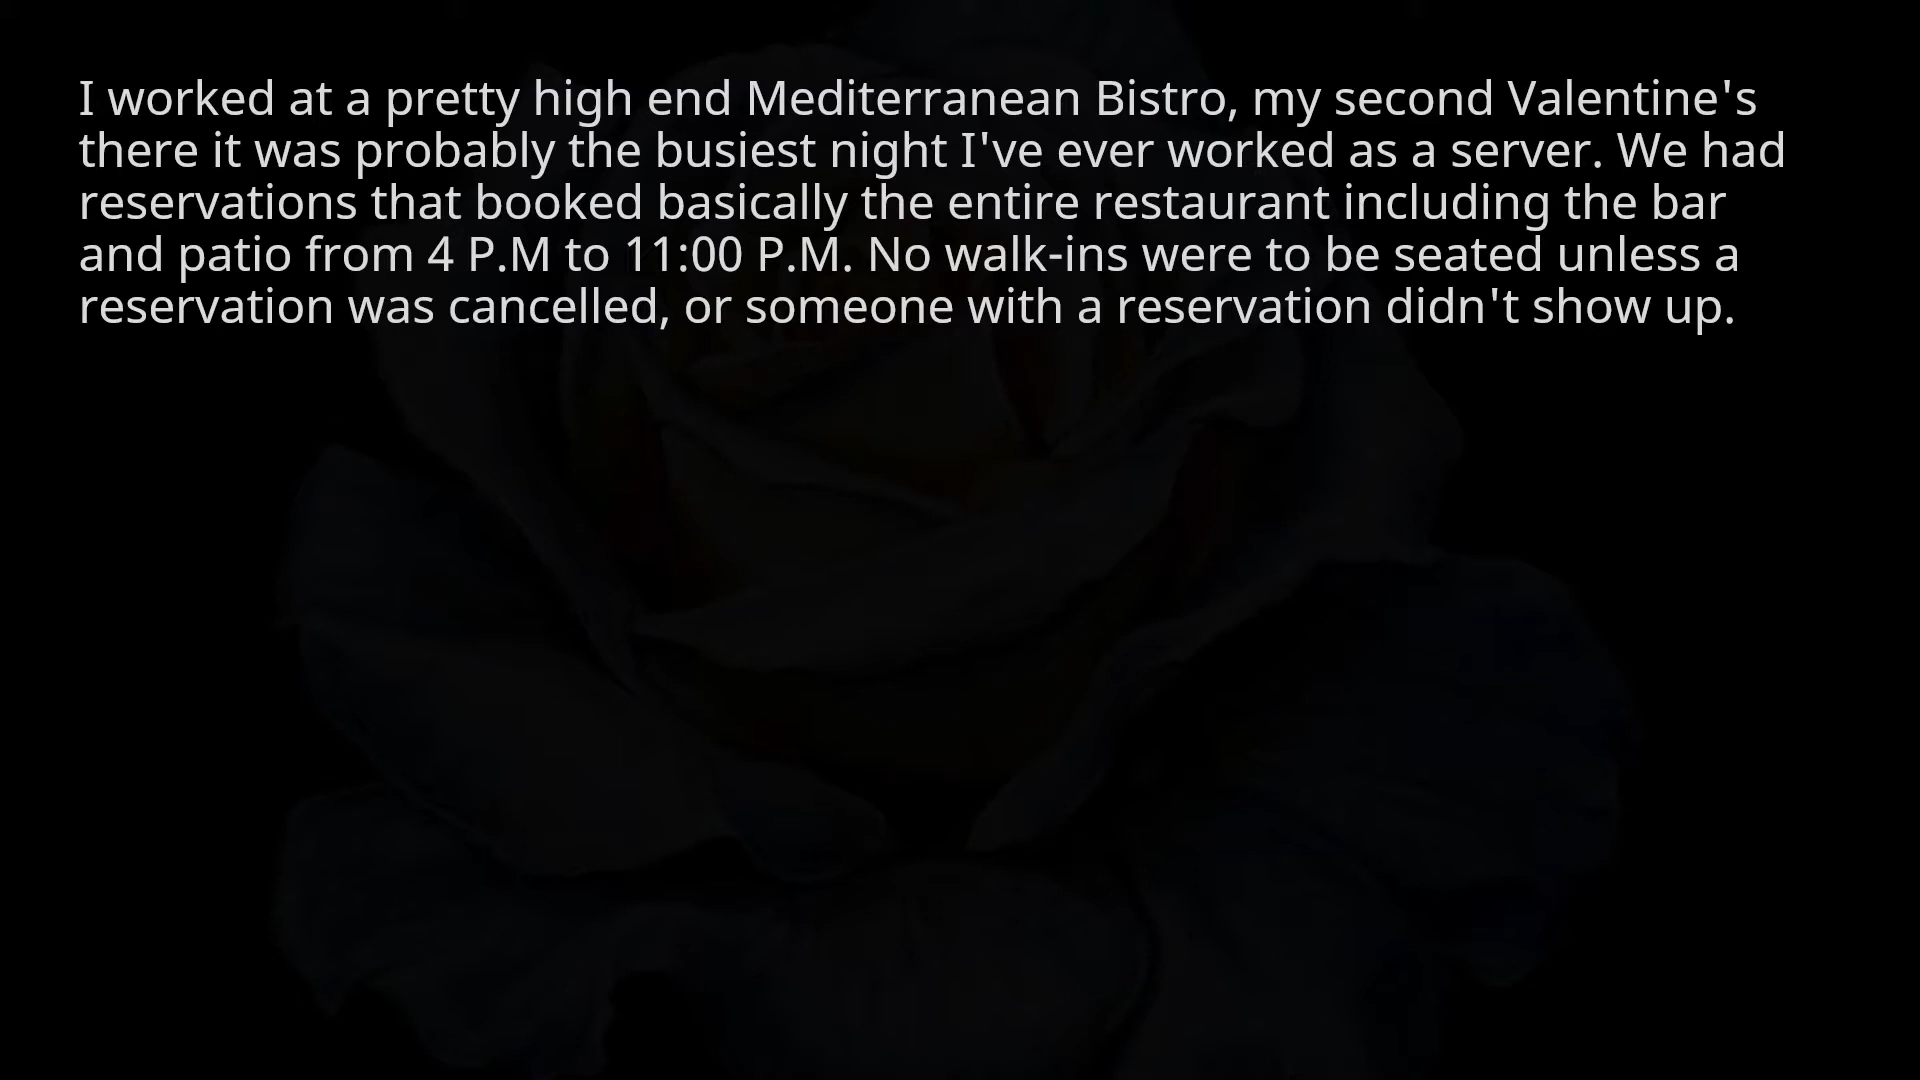 I worked at a pretty high end Mediterranean Bistro, my second Valentine's
there it was probably the busiest night I've ever worked as a server. We had
reservations that booked basically the entire restaurant including the bar
and patio from 4 P.M to 11:00 P.M. No walk-ins were to be seated unless a
reservation was cancelled, or someone with a reservation didn't show up.